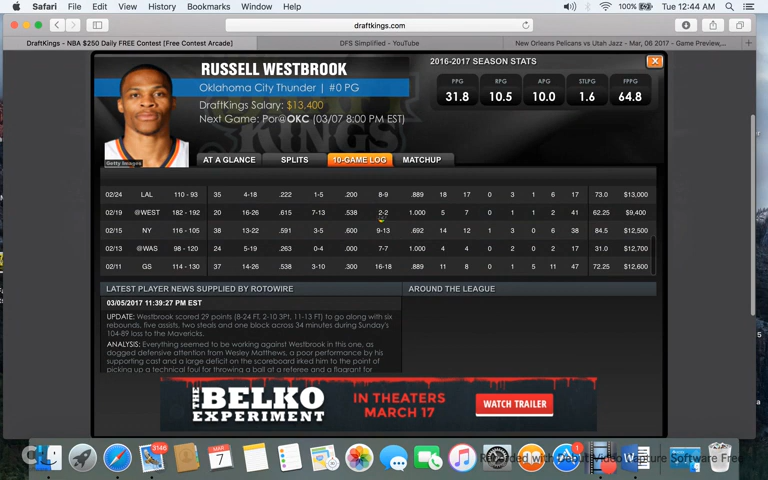 Safari File Edit View History Bookmarks Window Help 100% Tue 12:44 AM
draftkings.com
DraftKings - NBA $250 Daily FREE Contest [Free Contest Arcade] DFS Simplified - YouTube New Orleans Pelicans vs Utah Jazz - Mar, 06 2017 - Game Preview,...
RUSSELL WESTBROOK
Oklahoma City Thunder | #0 PG
DraftKings Salary: $13,400
Next Game: Por@OKC (03/07 8:00 PM EST)
2016-2017 SEASON STATS
PPG RPG APG STLPG FPPG
31.8 10.5 10.0 1.6 64.8
Getty Images
AT A GLANCE SPLITS 10-GAME LOG MATCHUP
02/24 LAL 110 - 93 35 4-18 .222 1-5 .200 8-9 .889 18 17 0 3 1 6 17 73.0 $13,000
02/19 @WEST 182 - 192 20 16-26 .615 7-13 .538 2-2 1.000 5 7 0 1 1 2 41 62.25 $9,400
02/15 NY 116 - 105 38 13-22 .591 3-5 .600 9-13 .692 14 12 1 3 0 6 38 84.5 $12,500
02/13 @WAS 98 - 120 24 5-19 .263 0-4 .000 7-7 1.000 4 4 0 2 0 2 17 31.0 $12,700
02/11 GS 114 - 130 37 14-26 .538 3-10 .300 16-18 .889 11 8 0 1 5 11 47 72.25 $12,600
LATEST PLAYER NEWS SUPPLIED BY ROTOWIRE AROUND THE LEAGUE
03/05/2017 11:39:27 PM EST
UPDATE: Westbrook scored 29 points (8-24 FT, 2-10 3Pt, 11-13 FT) to go along with six
rebounds, five assists, two steals and one block across 34 minutes during Sunday's
104-89 loss to the Mavericks.
ANALYSIS: Everything seemed to be working against Westbrook in this one, as
dogged defensive attention from Wesley Matthews, a poor performance by his
supporting cast and a large deficit on the scoreboard irked him to the point of
picking up a technical foul for throwing a ball at a referee and a flagrant for
THE BELKO EXPERIMENT
IN THEATERS MARCH 17
WATCH TRAILER
3146
MAR
7
1